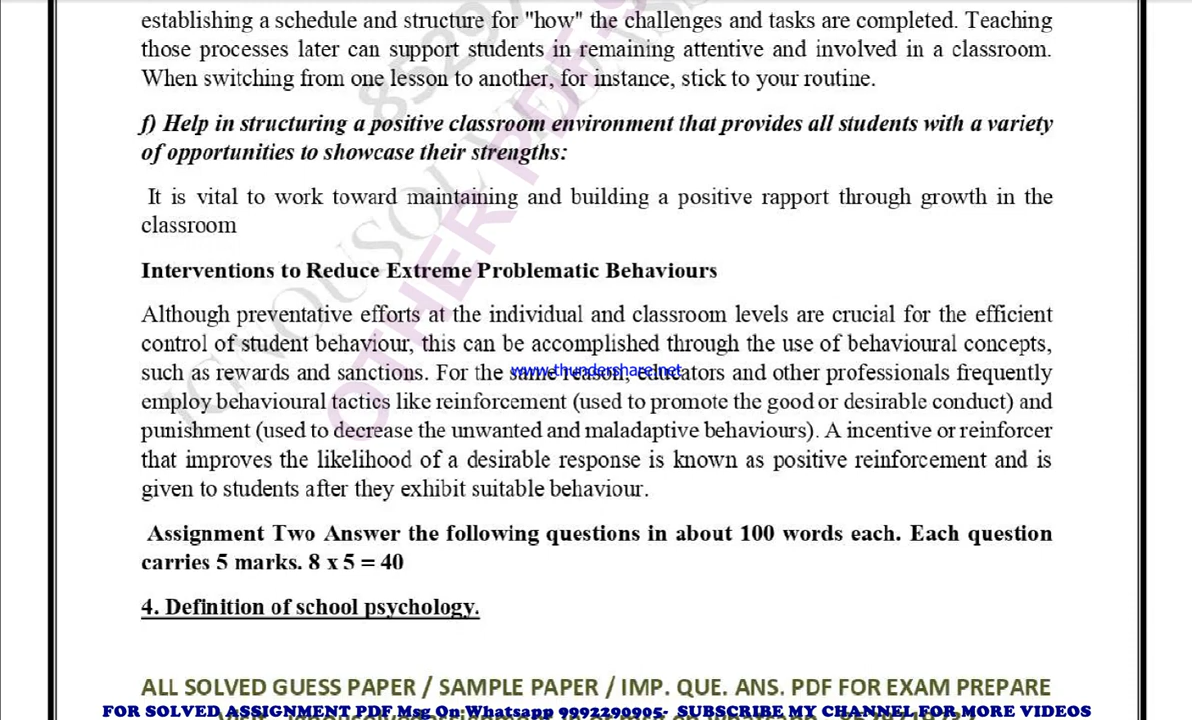 establishing a schedule and structure for "how" the challenges and tasks are completed. Teaching
those processes later can support students in remaining attentive and involved in a classroom.
When switching from one lesson to another, for instance, stick to your routine.
f) Help in structuring a positive classroom environment that provides all students with a variety
of opportunities to showcase their strengths:
It is vital to work toward maintaining and building a positive rapport through growth in the
classroom
Interventions to Reduce Extreme Problematic Behaviours
Although preventative efforts at the individual and classroom levels are crucial for the efficient
control of student behaviour, this can be accomplished through the use of behavioural concepts,
such as rewards and sanctions. For the same reason, educators and other professionals frequently
www.thundershare.net
employ behavioural tactics like reinforcement (used to promote the good or desirable conduct) and
punishment (used to decrease the unwanted and maladaptive behaviours). A incentive or reinforcer
that improves the likelihood of a desirable response is known as positive reinforcement and is
given to students after they exhibit suitable behaviour.
Assignment Two Answer the following questions in about 100 words each. Each question
carries 5 marks. 8 x 5 = 40
4. Definition of school psychology.
ALL SOLVED GUESS PAPER / SAMPLE PAPER / IMP. QUE. ANS. PDF FOR EXAM PREPARE
FOR SOLVED ASSIGNMENT PDF Msg On:Whatsapp 9992290905- SUBSCRIBE MY CHANNEL FOR MORE VIDEOS
8529
OTHER PDF